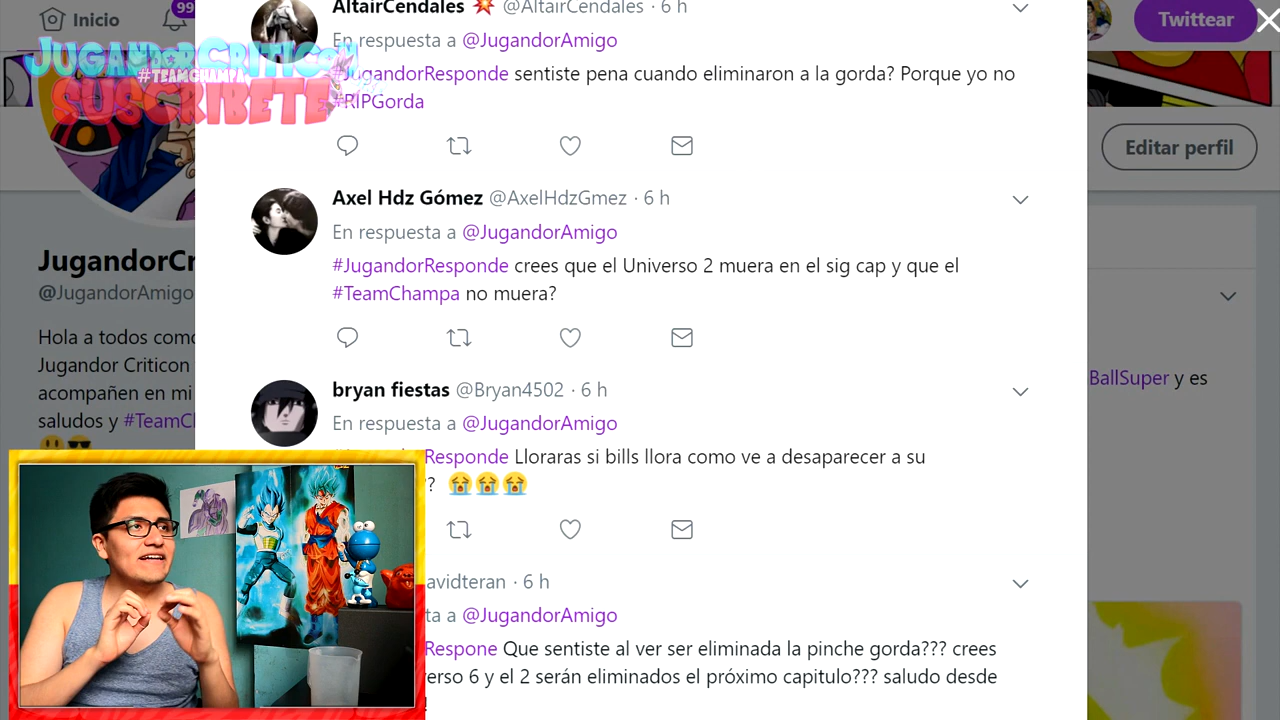 Inicio
99
Twittear
JUGANDORCRITICON
#TEAMCHAMPA
SUSCRIBETE
Editar perfil
JugandorCr
@JugandorAmigo
Hola a todos como
Jugandor Criticon
acompañen en mi
saludos y #TeamC
BallSuper y es
AltairCendales 💥 @AltairCendales · 6 h
En respuesta a @JugandorAmigo
#JugandorResponde sentiste pena cuando eliminaron a la gorda? Porque yo no
#RIPGorda
Axel Hdz Gómez @AxelHdzGmez · 6 h
En respuesta a @JugandorAmigo
#JugandorResponde crees que el Universo 2 muera en el sig cap y que el
#TeamChampa no muera?
bryan fiestas @Bryan4502 · 6 h
En respuesta a @JugandorAmigo
Responde Lloraras si bills llora como ve a desaparecer a su
? 😭😭😭
avidteran · 6 h
ta a @JugandorAmigo
Respone Que sentiste al ver ser eliminada la pinche gorda??? crees
erso 6 y el 2 serán eliminados el próximo capitulo??? saludo desde